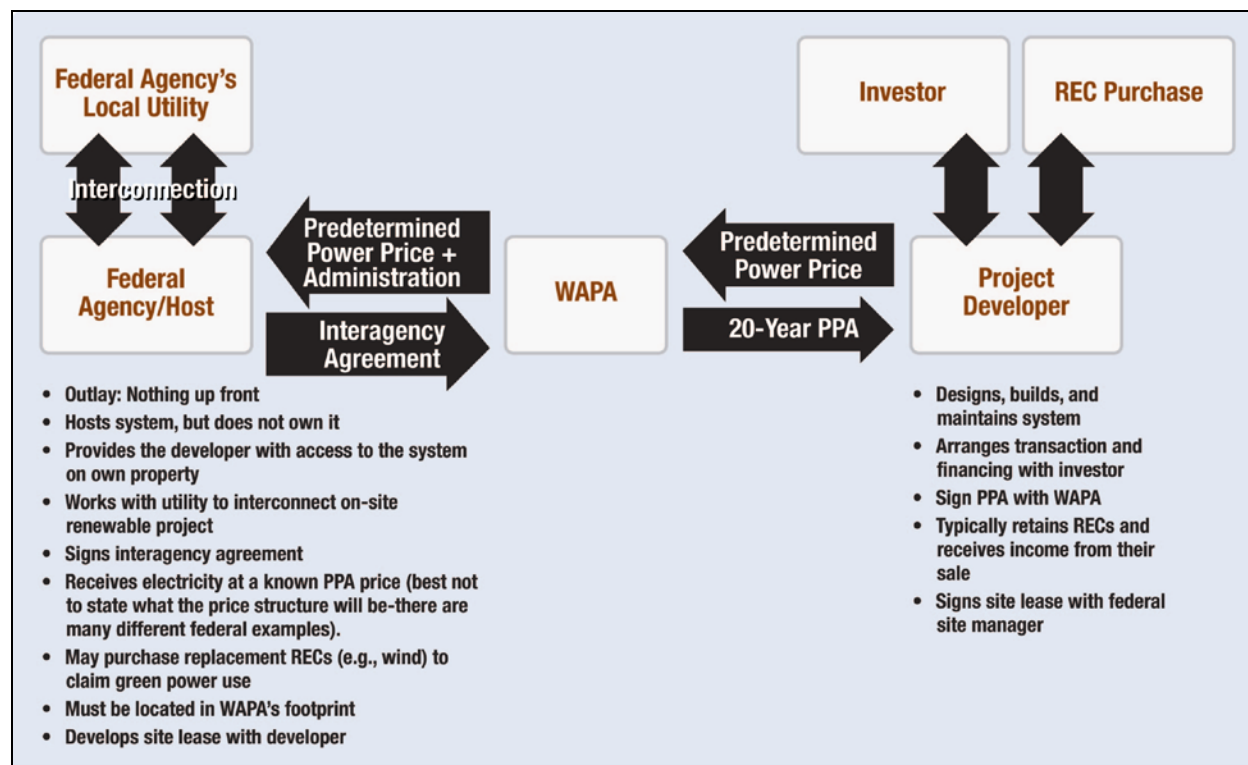 Federal Agency's
Local Utility
Investor
REC Purchase
Interconnection
Predetermined
Power Price +
Administration
Predetermined
Power Price
Federal
Agency/Host
WAPA
Project
Developer
Interagency
Agreement
20-Year PPA
• Outlay: Nothing up front
• Hosts system, but does not own it
• Provides the developer with access to the system
on own property
• Works with utility to interconnect on-site
renewable project
• Signs interagency agreement
• Receives electricity at a known PPA price (best not
to state what the price structure will be-there are
many different federal examples).
• May purchase replacement RECs (e.g., wind) to
claim green power use
• Must be located in WAPA's footprint
• Develops site lease with developer
• Designs, builds, and
maintains system
• Arranges transaction and
financing with investor
• Sign PPA with WAPA
• Typically retains RECs and
receives income from their
sale
• Signs site lease with federal
site manager